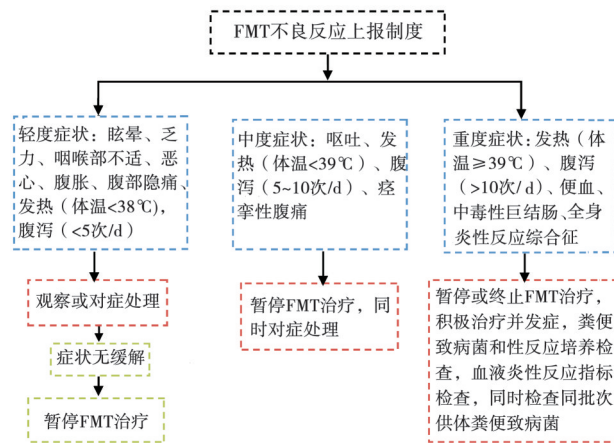 FMT不良反应上报制度
轻度症状：眩晕、乏
力、咽喉部不适、恶
心、腹胀、腹部隐痛、
发热（体温<38℃），
腹泻（<5次/d）
观察或对症处理
症状无缓解
暂停FMT治疗
中度症状：呕吐、发
热（体温<39℃）、腹
泻（5~10次/d）、痉
挛性腹痛
暂停FMT治疗，同
时对症处理
重度症状：发热（体
温≥39℃）、腹泻
（>10次/d）、便血、
中毒性巨结肠、全身
炎性反应综合征
暂停或终止FMT治疗，
积极治疗并发症，粪便
致病菌和性反应培养检
查，血液炎性反应指标
检查，同时检查同批次
供体粪便致病菌